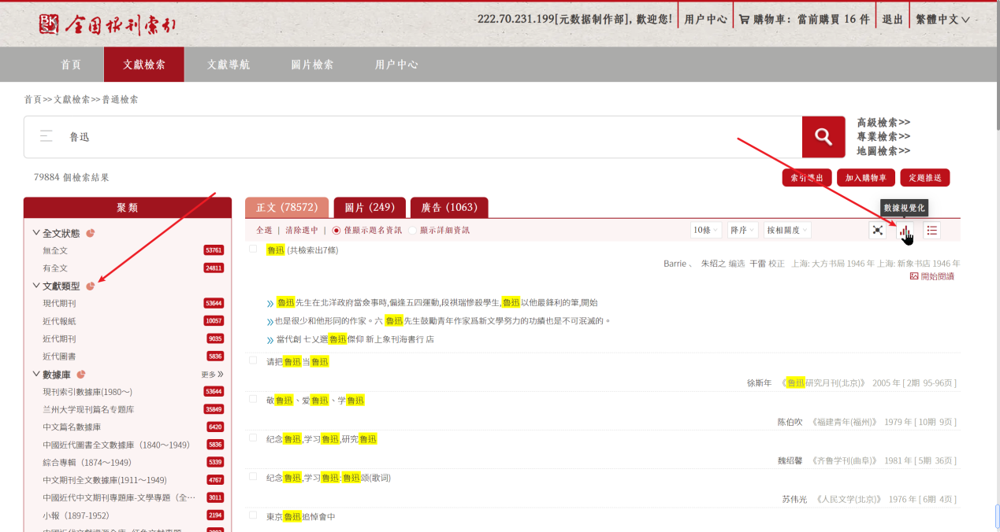 BKSY 全国报刊索引
222.70.231.199[元数据制作部], 歡迎您! 用户中心 購物車：當前購買 16 件 退出 繁體中文
首頁 文獻檢索 文獻導航 圖片檢索 用户中心
首頁>>文獻檢索>>普通檢索
魯迅
高級檢索>>
專業檢索>>
地圖檢索>>
79884 個檢索結果
索引導出 加入購物車 定題推送
數據視覺化
聚類
全文狀態
無全文 53761
有全文 24811
文獻類型
現代期刊 53644
近代報紙 10057
近代期刊 9035
近代圖書 5836
數據庫 更多
現刊索引數據庫(1980～) 53644
兰州大学现刊篇名专题库 35849
中文篇名數據庫 6420
中國近代圖書全文數據庫（1840～1949） 5836
綜合專輯（1874～1949） 5339
中文期刊全文數據庫(1911～1949) 4767
中國近代中文期刊專題庫-文學專題（全… 3011
小報（1897-1952） 2194
正文 (78572) 圖片 (249) 廣告 (1063)
全選 | 清除選中 | 僅顯示題名資訊 顯示詳細資訊 10條 降序 按相關度
魯迅 (共檢索出7條)
Barrie 、 朱绍之 编选 干雷 校正 上海: 大方书局 1946 年 上海: 新象书店 1946 年
開始閱讀
魯迅先生在北洋政府當僉事時,偏逢五四運動,段祺瑞慘殺學生,魯迅以他最鋒利的筆,開始
也是很少和他形同的作家。六 魯迅先生鼓勵青年作家爲新文學努力的功績也是不可泯滅的。
當代創 七乂選魯迅傑仰 新上象刊海書行 店
请把魯迅当魯迅
徐斯年 《魯迅研究月刊(北京)》 2005 年 [ 2期 95-96页 ]
敬魯迅、爱魯迅、学魯迅
陈伯吹 《福建青年(福州)》 1979 年 [ 10期 9页 ]
纪念魯迅,学习魯迅,研究魯迅
魏绍馨 《齐鲁学刊(曲阜)》 1981 年 [ 5期 36页 ]
纪念魯迅,学习魯迅:魯迅颂(歌词)
苏伟光 《人民文学(北京)》 1976 年 [ 6期 4页 ]
東京魯迅追悼會中